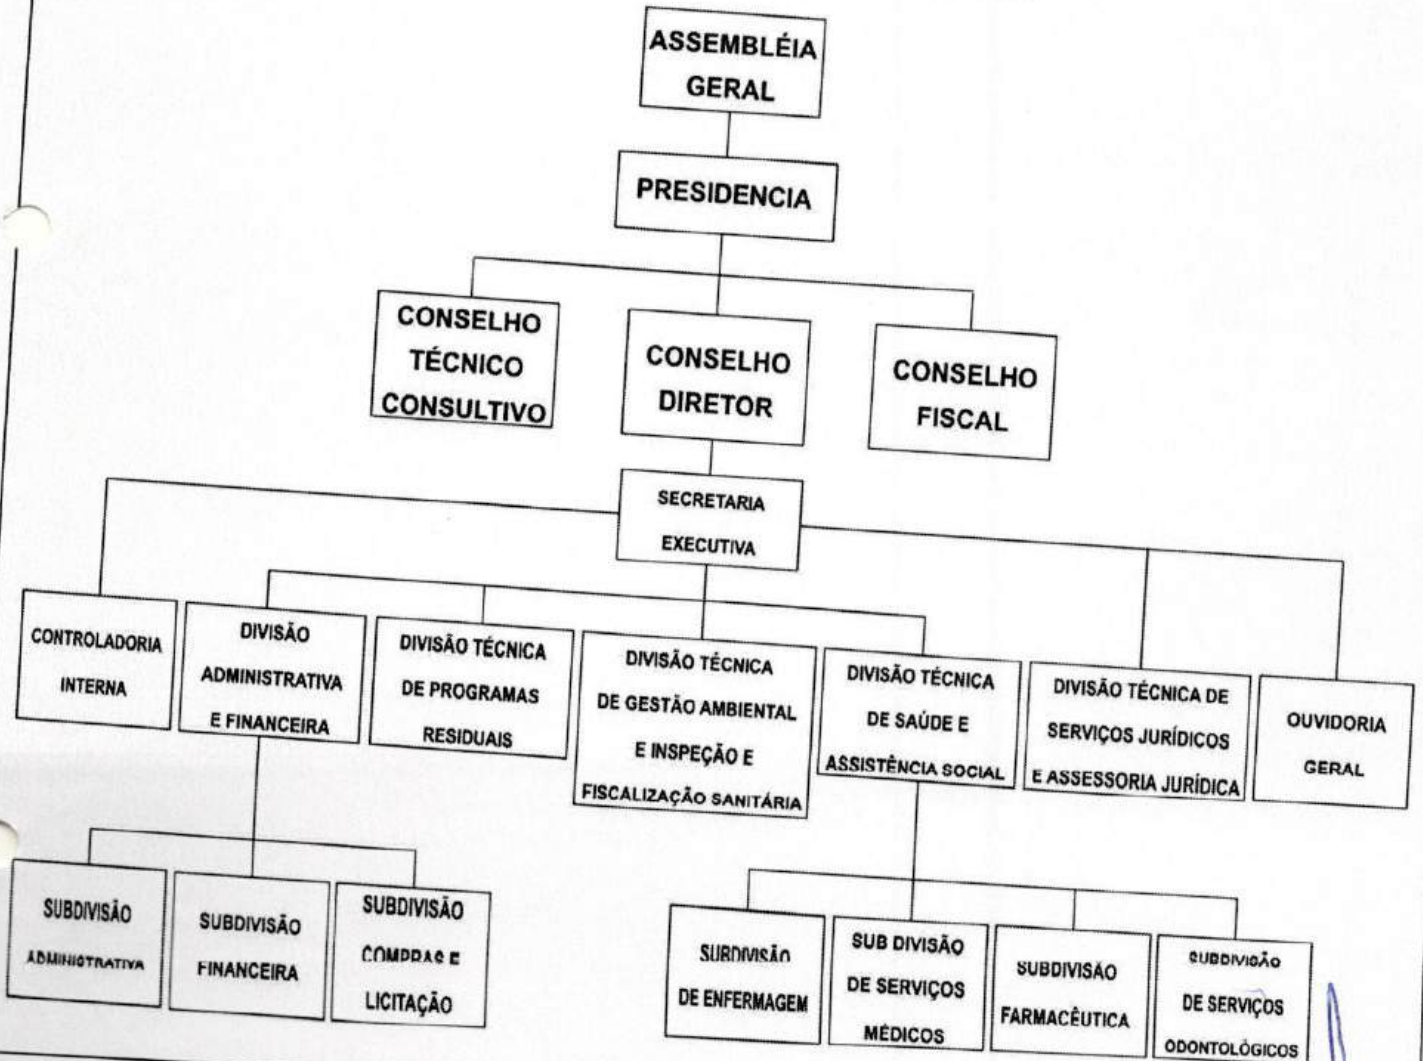 ASSEMBLÉIA
GERAL
PRESIDENCIA
CONSELHO
TÉCNICO
CONSULTIVO
CONSELHO
DIRETOR
CONSELHO
FISCAL
SECRETARIA
EXECUTIVA
CONTROLADORIA
INTERNA
DIVISÃO
ADMINISTRATIVA
E FINANCEIRA
DIVISÃO TÉCNICA
DE PROGRAMAS
RESIDUAIS
DIVISÃO TÉCNICA
DE GESTÃO AMBIENTAL
E INSPEÇÃO E
FISCALIZAÇÃO SANITÁRIA
DIVISÃO TÉCNICA
DE SAÚDE E
ASSISTÊNCIA SOCIAL
DIVISÃO TÉCNICA DE
SERVIÇOS JURÍDICOS
E ASSESSORIA JURÍDICA
OUVIDORIA
GERAL
SUBDIVISÃO
ADMINISTRATIVA
SUBDIVISÃO
FINANCEIRA
SUBDIVISÃO
COMPRAS E
LICITAÇÃO
SUBDIVISÃO
DE ENFERMAGEM
SUB DIVISÃO
DE SERVIÇOS
MÉDICOS
SUBDIVISÃO
FARMACÊUTICA
SUBDIVISÃO
DE SERVIÇOS
ODONTOLÓGICOS